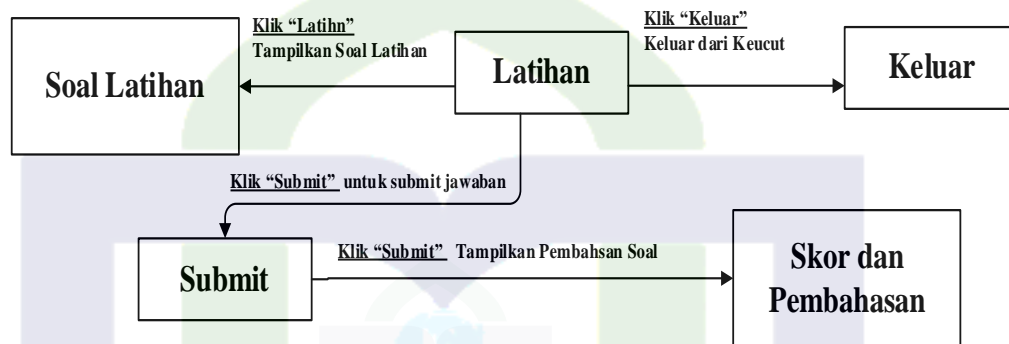 Klik “Latihn”
Tampilkan Soal Latihan
Klik “Keluar”
Keluar dari Keucut
Soal Latihan
Latihan
Keluar
Klik “Submit” untuk submit jawaban
Submit
Klik “Submit” Tampilkan Pembahsan Soal
Skor dan
Pembahasan